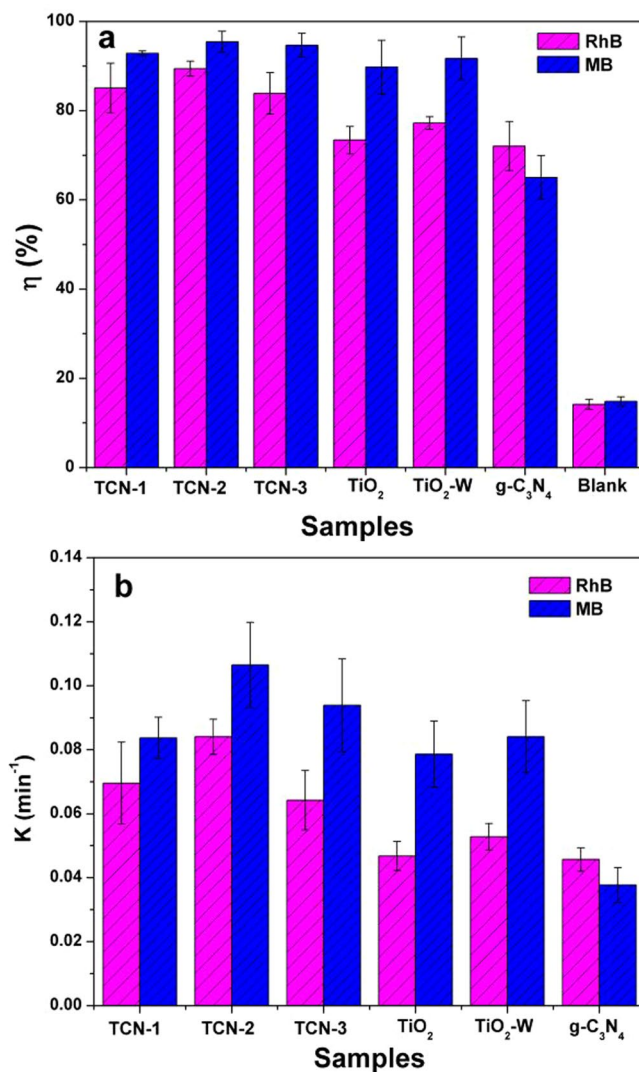 a
RhB
MB
100
80
60
40
20
0
η (%)
TCN-1 TCN-2 TCN-3 TiO₂ TiO₂-W g-C₃N₄ Blank
Samples
b
RhB
MB
0.14
0.12
0.10
0.08
0.06
0.04
0.02
0.00
K (min⁻¹)
TCN-1 TCN-2 TCN-3 TiO₂ TiO₂-W g-C₃N₄
Samples